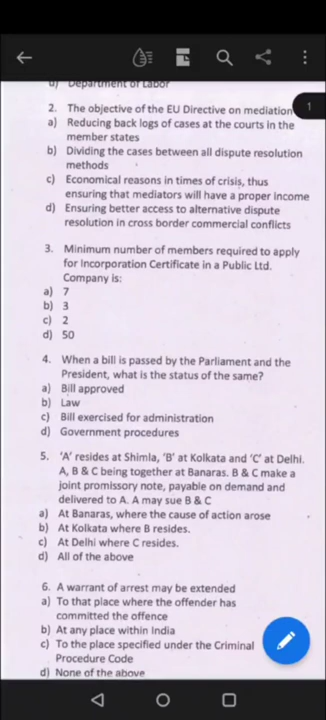 d) Department of Labor
1
2. The objective of the EU Directive on mediation
a) Reducing back logs of cases at the courts in the
member states
b) Dividing the cases between all dispute resolution
methods
c) Economical reasons in times of crisis, thus
ensuring that mediators will have a proper income
d) Ensuring better access to alternative dispute
resolution in cross border commercial conflicts
3. Minimum number of members required to apply
for Incorporation Certificate in a Public Ltd.
Company is:
a) 7
b) 3
c) 2
d) 50
4. When a bill is passed by the Parliament and the
President, what is the status of the same?
a) Bill approved
b) Law
c) Bill exercised for administration
d) Government procedures
5. 'A' resides at Shimla, 'B' at Kolkata and 'C' at Delhi.
A, B & C being together at Banaras. B & C make a
joint promissory note, payable on demand and
delivered to A. A may sue B & C
a) At Banaras, where the cause of action arose
b) At Kolkata where B resides.
c) At Delhi where C resides.
d) All of the above
6. A warrant of arrest may be extended
a) To that place where the offender has
committed the offence
b) At any place within India
c) To the place specified under the Criminal
Procedure Code
d) None of the above